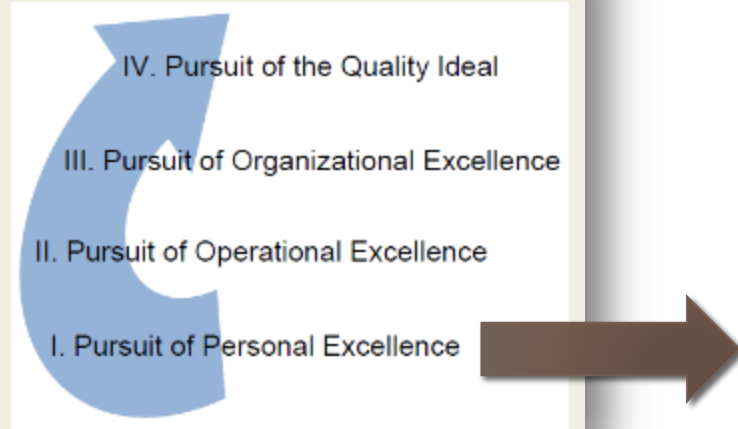 IV. Pursuit of the Quality Ideal
III. Pursuit of Organizational Excellence
II. Pursuit of Operational Excellence
I. Pursuit of Personal Excellence